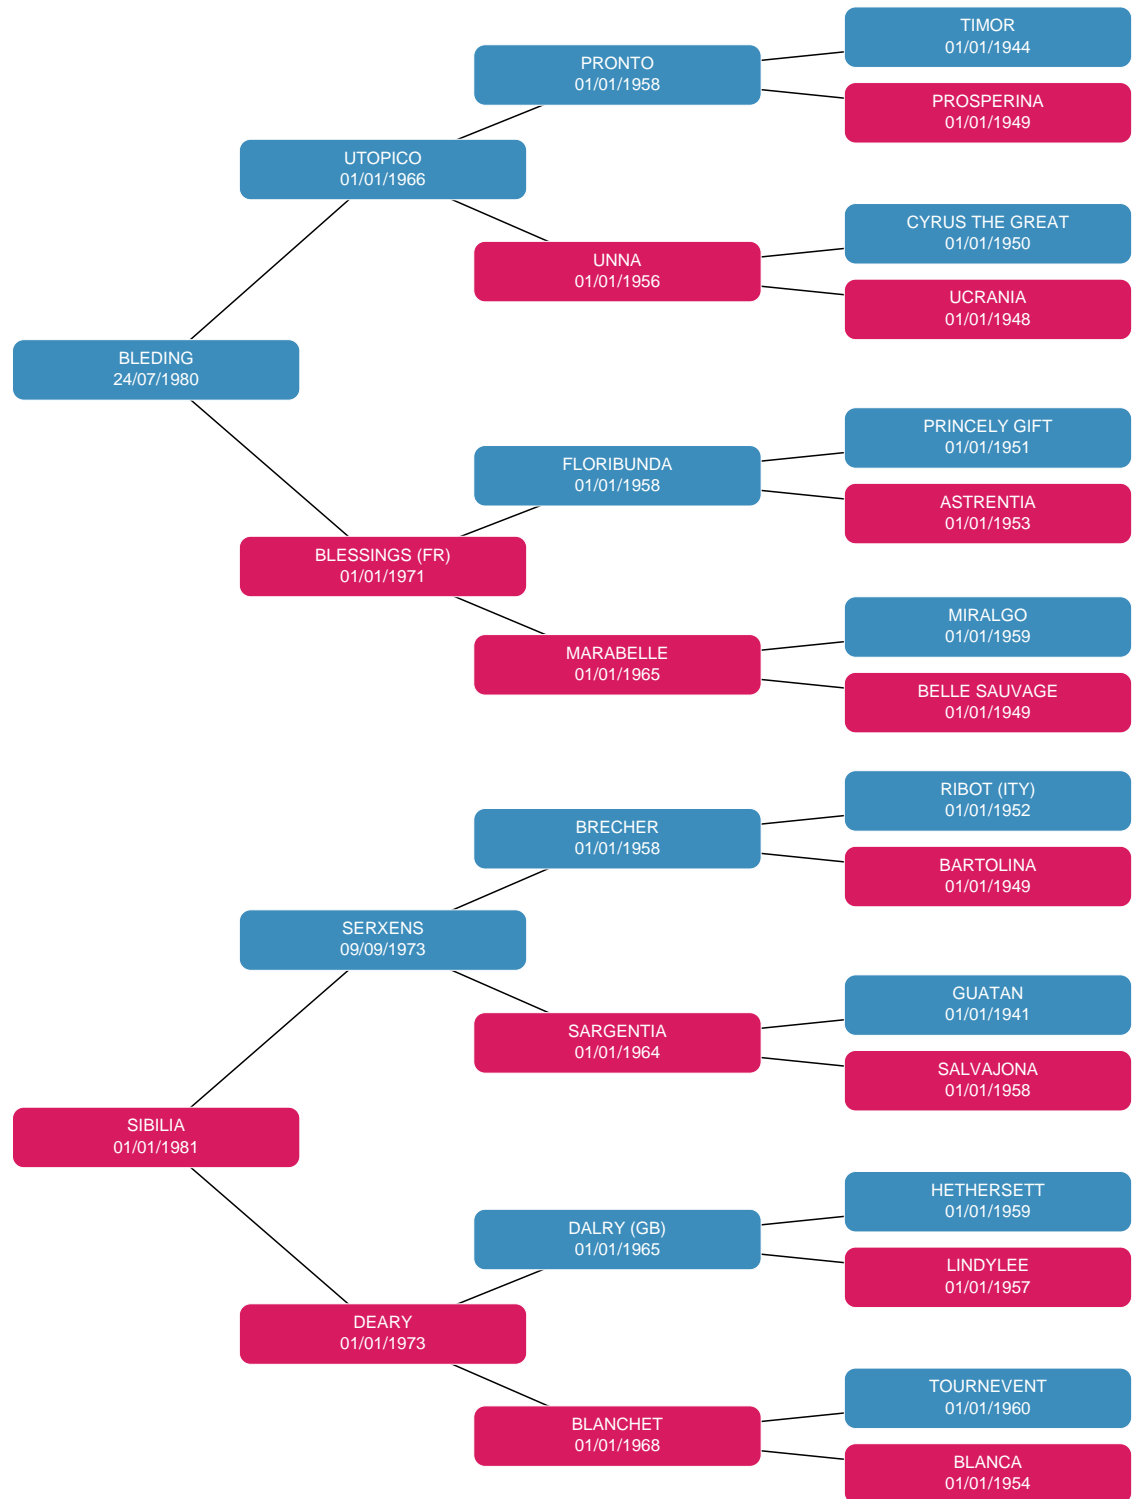 TIMOR
01/01/1944
PRONTO
01/01/1958
PROSPERINA
01/01/1949
UTOPICO
01/01/1966
CYRUS THE GREAT
01/01/1950
UNNA
01/01/1956
UCRANIA
01/01/1948
BLEDING
24/07/1980
PRINCELY GIFT
01/01/1951
FLORIBUNDA
01/01/1958
ASTRENTIA
01/01/1953
BLESSINGS (FR)
01/01/1971
MIRALGO
01/01/1959
MARABELLE
01/01/1965
BELLE SAUVAGE
01/01/1949
RIBOT (ITY)
01/01/1952
BRECHER
01/01/1958
BARTOLINA
01/01/1949
SERXENS
09/09/1973
GUATAN
01/01/1941
SARGENTIA
01/01/1964
SALVAJONA
01/01/1958
SIBILIA
01/01/1981
HETHERSETT
01/01/1959
DALRY (GB)
01/01/1965
LINDYLEE
01/01/1957
DEARY
01/01/1973
TOURNEVENT
01/01/1960
BLANCHET
01/01/1968
BLANCA
01/01/1954